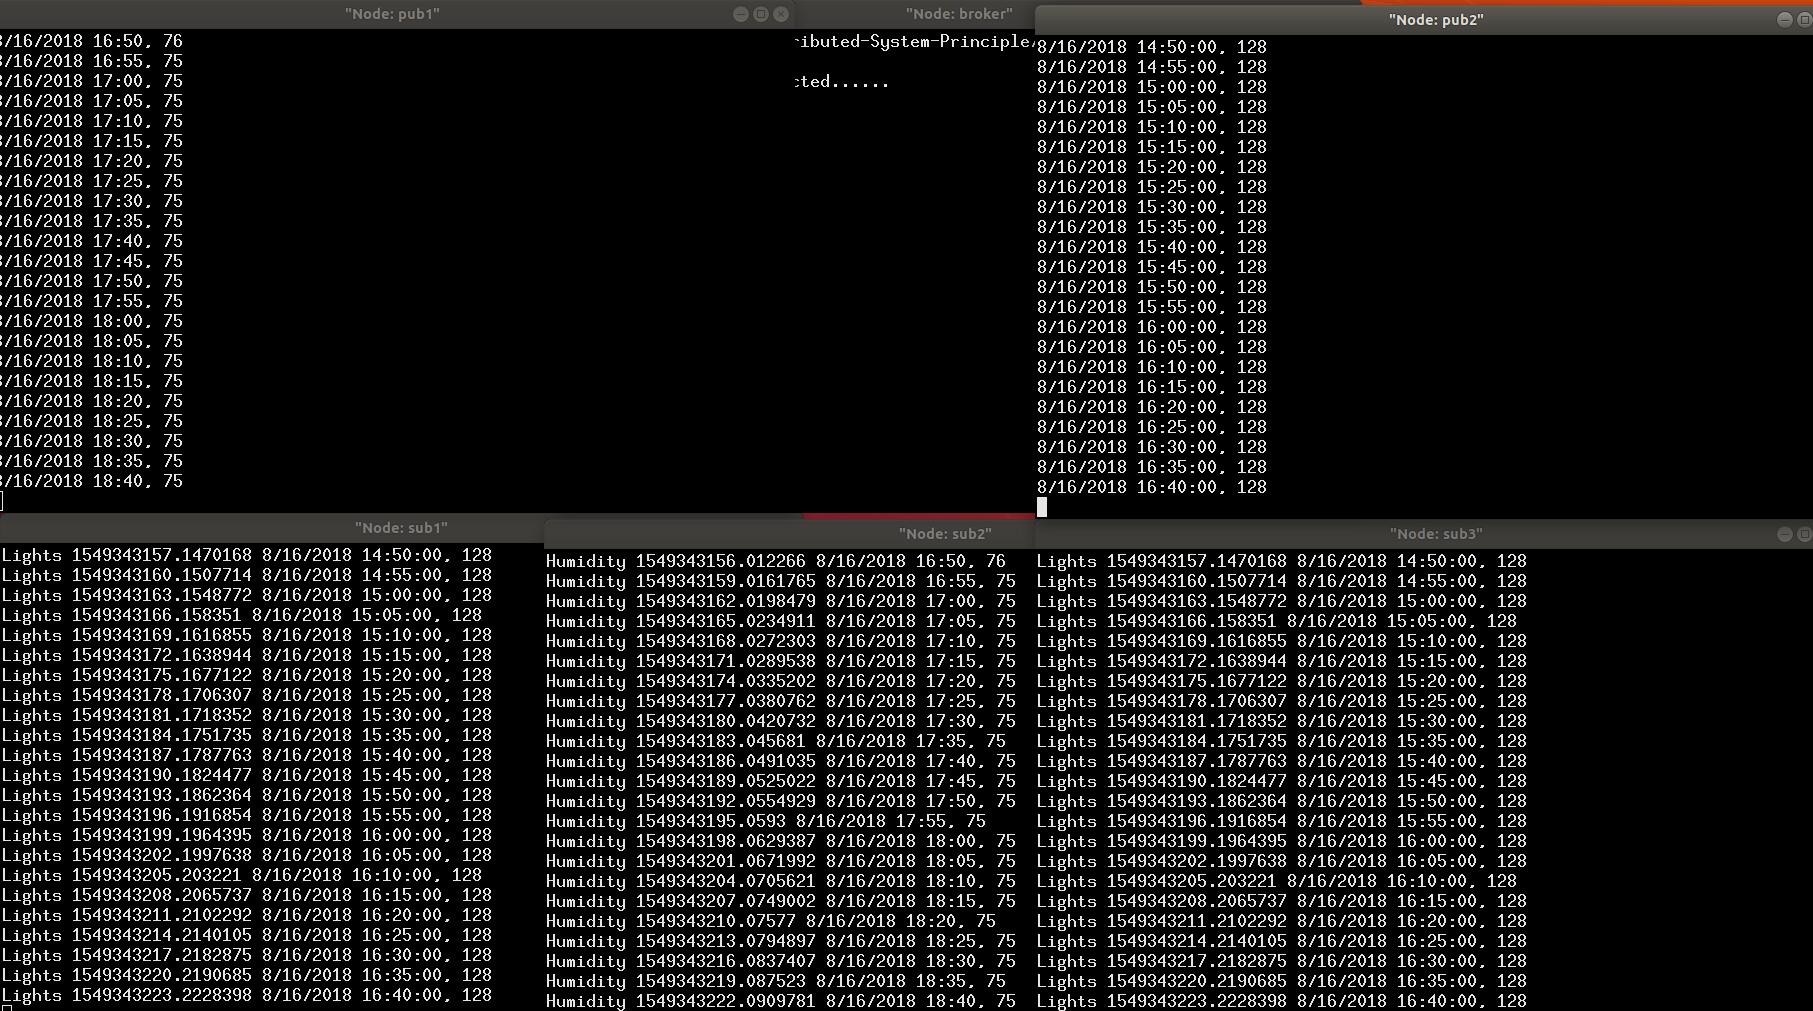 "Node: pub1"
/16/2018 16:50, 76
/16/2018 16:55, 75
/16/2018 17:00, 75
/16/2018 17:05, 75
/16/2018 17:10, 75
/16/2018 17:15, 75
/16/2018 17:20, 75
/16/2018 17:25, 75
/16/2018 17:30, 75
/16/2018 17:35, 75
/16/2018 17:40, 75
/16/2018 17:45, 75
/16/2018 17:50, 75
/16/2018 17:55, 75
/16/2018 18:00, 75
/16/2018 18:05, 75
/16/2018 18:10, 75
/16/2018 18:15, 75
/16/2018 18:20, 75
/16/2018 18:25, 75
/16/2018 18:30, 75
/16/2018 18:35, 75
/16/2018 18:40, 75
"Node: broker"
ributed-System-Principle/
cted......
"Node: pub2"
8/16/2018 14:50:00, 128
8/16/2018 14:55:00, 128
8/16/2018 15:00:00, 128
8/16/2018 15:05:00, 128
8/16/2018 15:10:00, 128
8/16/2018 15:15:00, 128
8/16/2018 15:20:00, 128
8/16/2018 15:25:00, 128
8/16/2018 15:30:00, 128
8/16/2018 15:35:00, 128
8/16/2018 15:40:00, 128
8/16/2018 15:45:00, 128
8/16/2018 15:50:00, 128
8/16/2018 15:55:00, 128
8/16/2018 16:00:00, 128
8/16/2018 16:05:00, 128
8/16/2018 16:10:00, 128
8/16/2018 16:15:00, 128
8/16/2018 16:20:00, 128
8/16/2018 16:25:00, 128
8/16/2018 16:30:00, 128
8/16/2018 16:35:00, 128
8/16/2018 16:40:00, 128
"Node: sub1"
Lights 1549343157.1470168 8/16/2018 14:50:00, 128
Lights 1549343160.1507714 8/16/2018 14:55:00, 128
Lights 1549343163.1548772 8/16/2018 15:00:00, 128
Lights 1549343166.158351 8/16/2018 15:05:00, 128
Lights 1549343169.1616855 8/16/2018 15:10:00, 128
Lights 1549343172.1638944 8/16/2018 15:15:00, 128
Lights 1549343175.1677122 8/16/2018 15:20:00, 128
Lights 1549343178.1706307 8/16/2018 15:25:00, 128
Lights 1549343181.1718352 8/16/2018 15:30:00, 128
Lights 1549343184.1751735 8/16/2018 15:35:00, 128
Lights 1549343187.1787763 8/16/2018 15:40:00, 128
Lights 1549343190.1824477 8/16/2018 15:45:00, 128
Lights 1549343193.1862364 8/16/2018 15:50:00, 128
Lights 1549343196.1916854 8/16/2018 15:55:00, 128
Lights 1549343199.1964395 8/16/2018 16:00:00, 128
Lights 1549343202.1997638 8/16/2018 16:05:00, 128
Lights 1549343205.203221 8/16/2018 16:10:00, 128
Lights 1549343208.2065737 8/16/2018 16:15:00, 128
Lights 1549343211.2102292 8/16/2018 16:20:00, 128
Lights 1549343214.2140105 8/16/2018 16:25:00, 128
Lights 1549343217.2182875 8/16/2018 16:30:00, 128
Lights 1549343220.2190685 8/16/2018 16:35:00, 128
Lights 1549343223.2228398 8/16/2018 16:40:00, 128
"Node: sub2"
Humidity 1549343156.012266 8/16/2018 16:50, 76
Humidity 1549343159.0161765 8/16/2018 16:55, 75
Humidity 1549343162.0198479 8/16/2018 17:00, 75
Humidity 1549343165.0234911 8/16/2018 17:05, 75
Humidity 1549343168.0272303 8/16/2018 17:10, 75
Humidity 1549343171.0289538 8/16/2018 17:15, 75
Humidity 1549343174.0335202 8/16/2018 17:20, 75
Humidity 1549343177.0380762 8/16/2018 17:25, 75
Humidity 1549343180.0420732 8/16/2018 17:30, 75
Humidity 1549343183.045681 8/16/2018 17:35, 75
Humidity 1549343186.0491035 8/16/2018 17:40, 75
Humidity 1549343189.0525022 8/16/2018 17:45, 75
Humidity 1549343192.0554929 8/16/2018 17:50, 75
Humidity 1549343195.0593 8/16/2018 17:55, 75
Humidity 1549343198.0629387 8/16/2018 18:00, 75
Humidity 1549343201.0671992 8/16/2018 18:05, 75
Humidity 1549343204.0705621 8/16/2018 18:10, 75
Humidity 1549343207.0749002 8/16/2018 18:15, 75
Humidity 1549343210.07577 8/16/2018 18:20, 75
Humidity 1549343213.0794897 8/16/2018 18:25, 75
Humidity 1549343216.0837407 8/16/2018 18:30, 75
Humidity 1549343219.087523 8/16/2018 18:35, 75
Humidity 1549343222.0909781 8/16/2018 18:40, 75
"Node: sub3"
Lights 1549343157.1470168 8/16/2018 14:50:00, 128
Lights 1549343160.1507714 8/16/2018 14:55:00, 128
Lights 1549343163.1548772 8/16/2018 15:00:00, 128
Lights 1549343166.158351 8/16/2018 15:05:00, 128
Lights 1549343169.1616855 8/16/2018 15:10:00, 128
Lights 1549343172.1638944 8/16/2018 15:15:00, 128
Lights 1549343175.1677122 8/16/2018 15:20:00, 128
Lights 1549343178.1706307 8/16/2018 15:25:00, 128
Lights 1549343181.1718352 8/16/2018 15:30:00, 128
Lights 1549343184.1751735 8/16/2018 15:35:00, 128
Lights 1549343187.1787763 8/16/2018 15:40:00, 128
Lights 1549343190.1824477 8/16/2018 15:45:00, 128
Lights 1549343193.1862364 8/16/2018 15:50:00, 128
Lights 1549343196.1916854 8/16/2018 15:55:00, 128
Lights 1549343199.1964395 8/16/2018 16:00:00, 128
Lights 1549343202.1997638 8/16/2018 16:05:00, 128
Lights 1549343205.203221 8/16/2018 16:10:00, 128
Lights 1549343208.2065737 8/16/2018 16:15:00, 128
Lights 1549343211.2102292 8/16/2018 16:20:00, 128
Lights 1549343214.2140105 8/16/2018 16:25:00, 128
Lights 1549343217.2182875 8/16/2018 16:30:00, 128
Lights 1549343220.2190685 8/16/2018 16:35:00, 128
Lights 1549343223.2228398 8/16/2018 16:40:00, 128